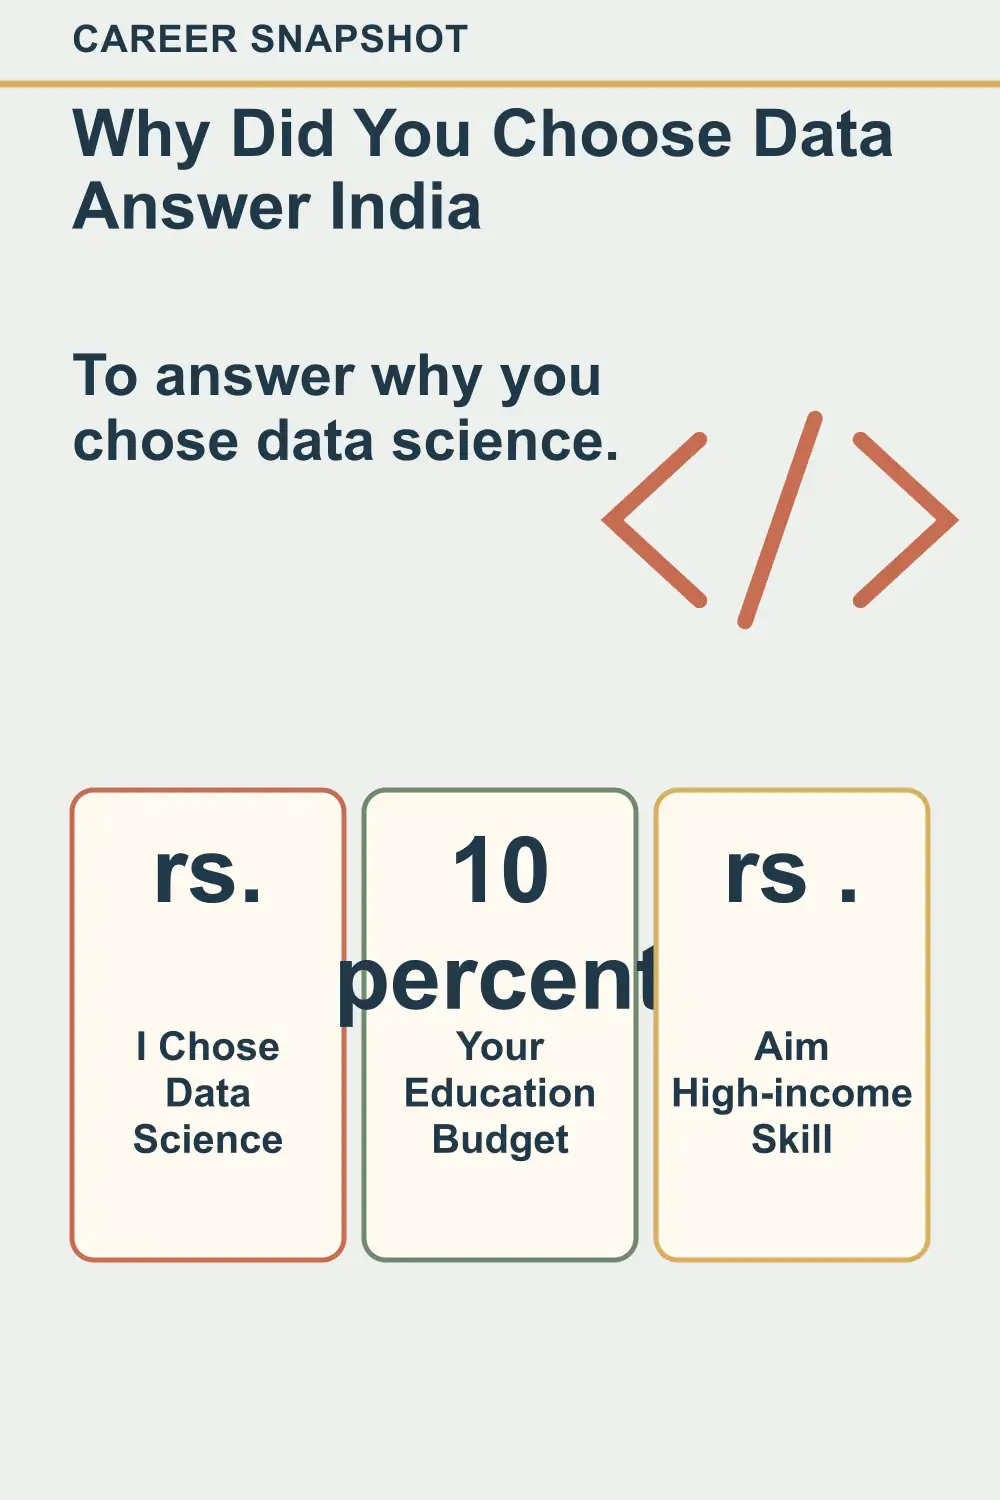 CAREER SNAPSHOT
Why Did You Choose Data
Answer India
To answer why you
chose data science.
</>
rs.
I Chose
Data
Science
10
percent
Your
Education
Budget
rs .
Aim
High-income
Skill